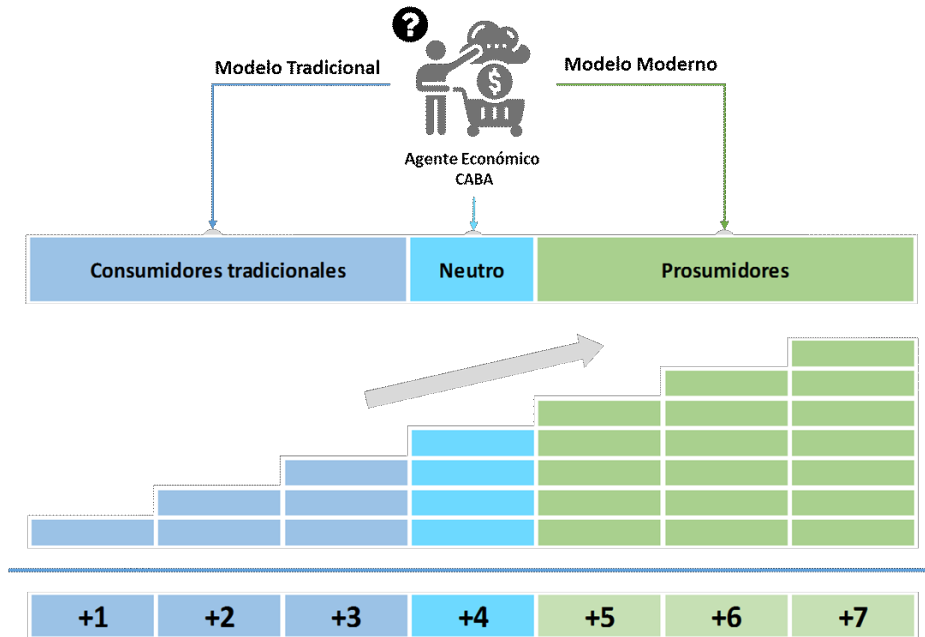 ?
Modelo Tradicional
Modelo Moderno
$
Agente Económico
CABA
Consumidores tradicionales
Neutro
Prosumidores
+1
+2
+3
+4
+5
+6
+7